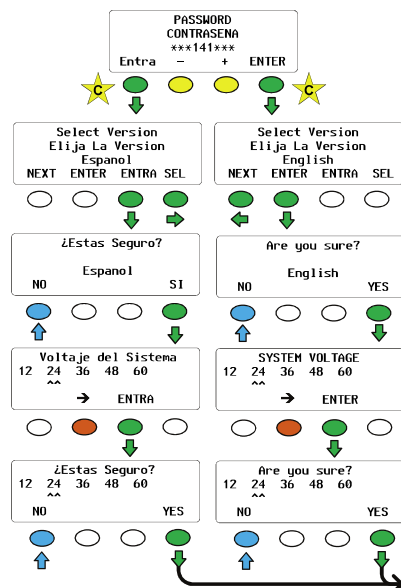 PASSWORD
CONTRASENA
***141***
Entra - + ENTER
C C
Select Version
Elija La Version
Espanol
NEXT ENTER ENTRA SEL
Select Version
Elija La Version
English
NEXT ENTER ENTRA SEL
¿Estas Seguro?
Espanol
NO SI
Are you sure?
English
NO YES
Voltaje del Sistema
12 24 36 48 60
^^
→ ENTRA
SYSTEM VOLTAGE
12 24 36 48 60
^^
→ ENTER
¿Estas Seguro?
12 24 36 48 60
^^
NO YES
Are you sure?
12 24 36 48 60
^^
NO YES